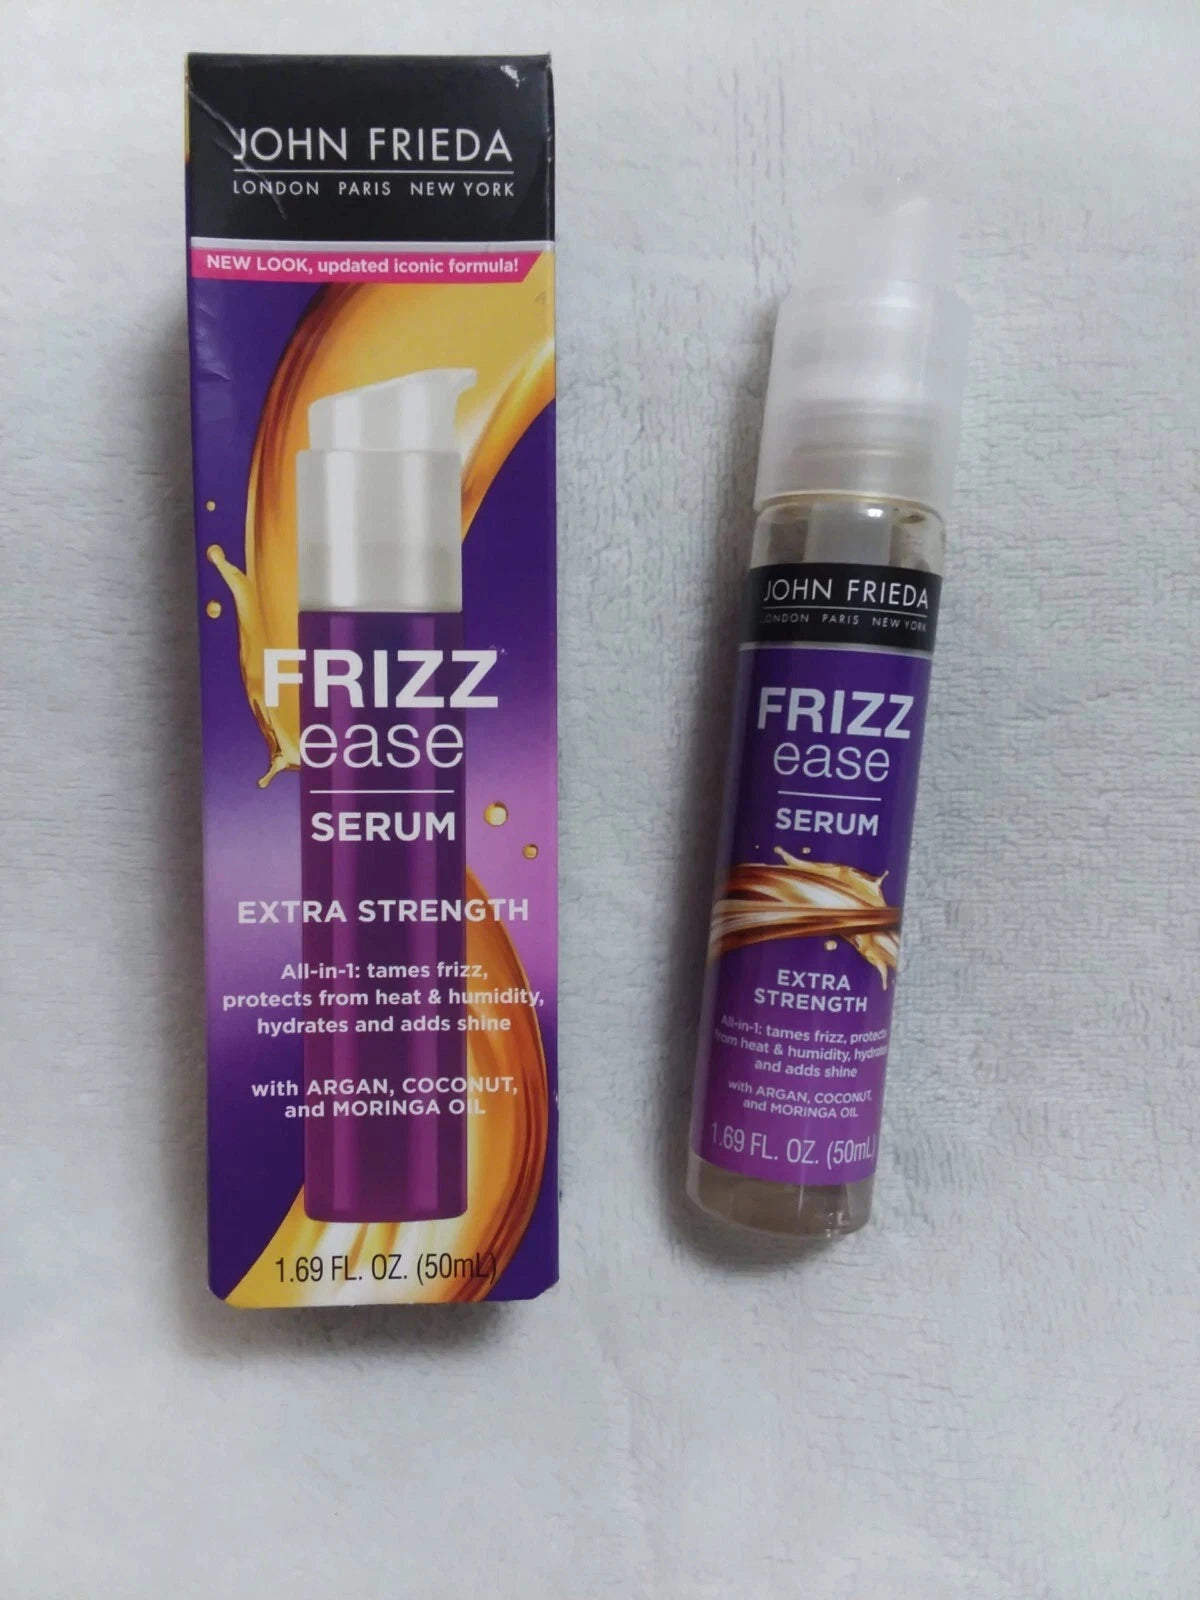 JOHN FRIEDA
LONDON PARIS NEW YORK
NEW LOOK, updated iconic formula!
FRIZZ
ease
SERUM
EXTRA STRENGTH
All-in-1: tames frizz,
protects from heat & humidity,
hydrates and adds shine
with ARGAN, COCONUT,
and MORINGA OIL
1.69 FL. OZ. (50mL)
JOHN FRIEDA
LONDON PARIS NEW YORK
FRIZZ
ease
SERUM
EXTRA
STRENGTH
All-in-1: tames frizz, protects
from heat & humidity, hydrates
and adds shine
with ARGAN, COCONUT,
and MORINGA OIL
1.69 FL. OZ. (50mL)